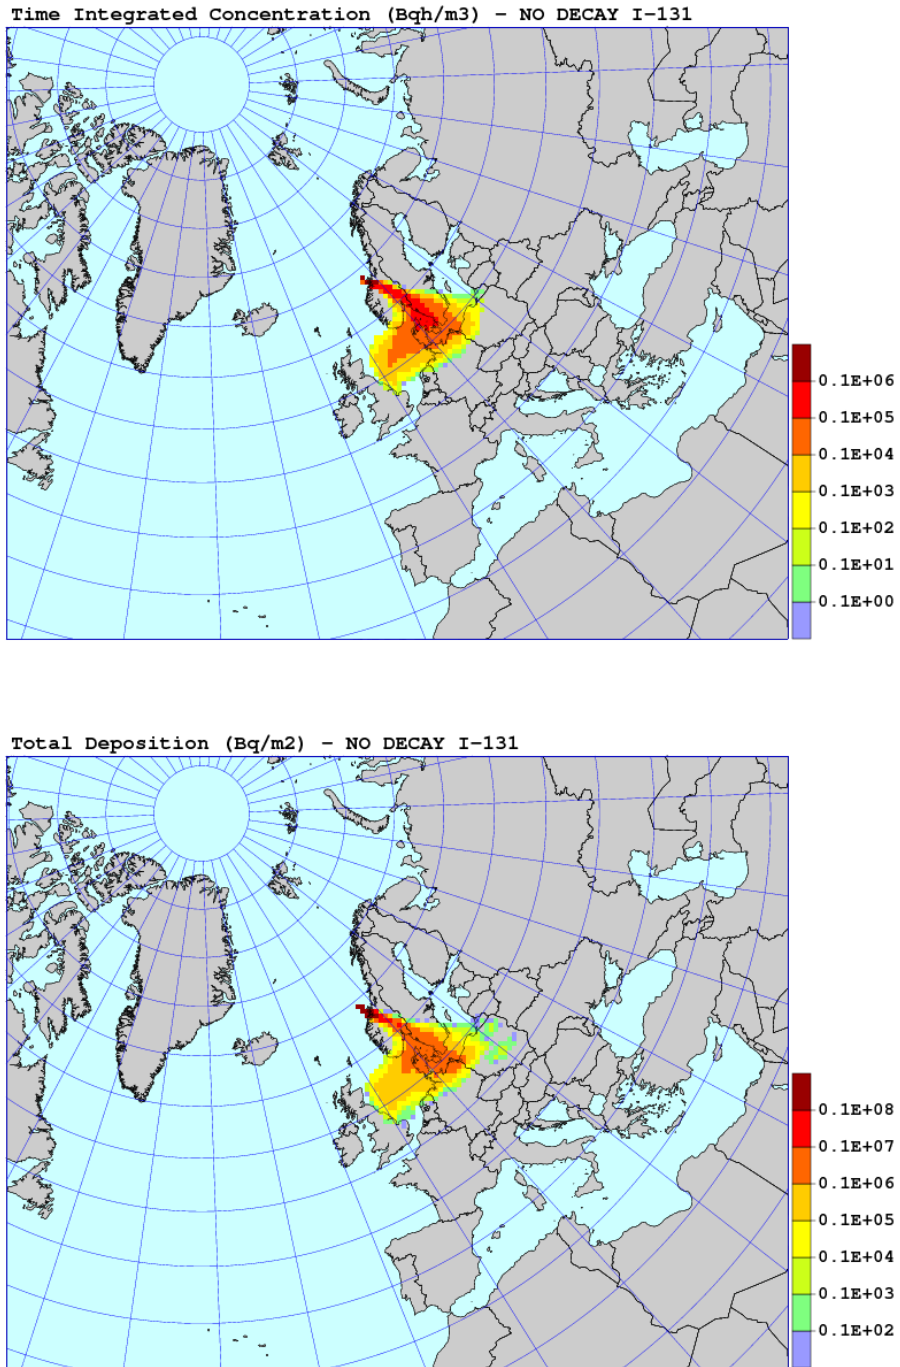 Time Integrated Concentration (Bqh/m3) – NO DECAY I–131
0.1E+06
0.1E+05
0.1E+04
0.1E+03
0.1E+02
0.1E+01
0.1E+00
Total Deposition (Bq/m2) – NO DECAY I–131
0.1E+08
0.1E+07
0.1E+06
0.1E+05
0.1E+04
0.1E+03
0.1E+02